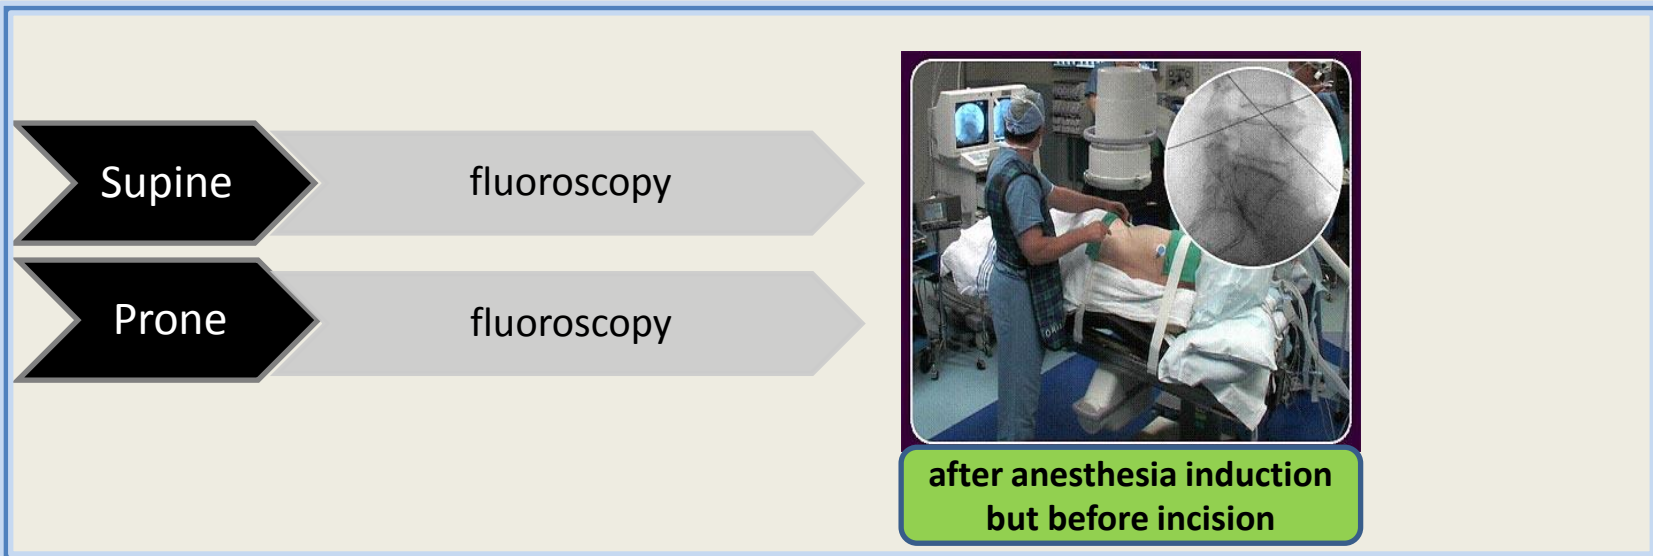 Supine
fluoroscopy
Prone
fluoroscopy
after anesthesia induction
but before incision